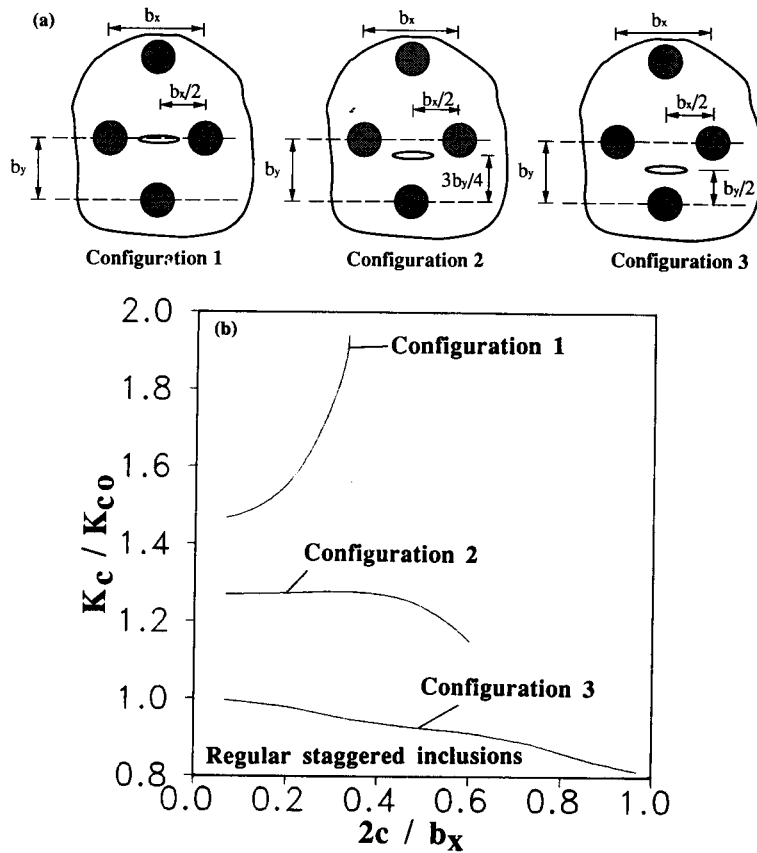 (a)
bx
bx
bx
bx/2
bx/2
bx/2
by
by
by
3by/4
by/2
Configuration 1
Configuration 2
Configuration 3
(b)
2.0
1.8
1.6
1.4
1.2
1.0
0.8
Kc / Kco
Configuration 1
Configuration 2
Configuration 3
Regular staggered inclusions
0.0 0.2 0.4 0.6 0.8 1.0
2c / bx